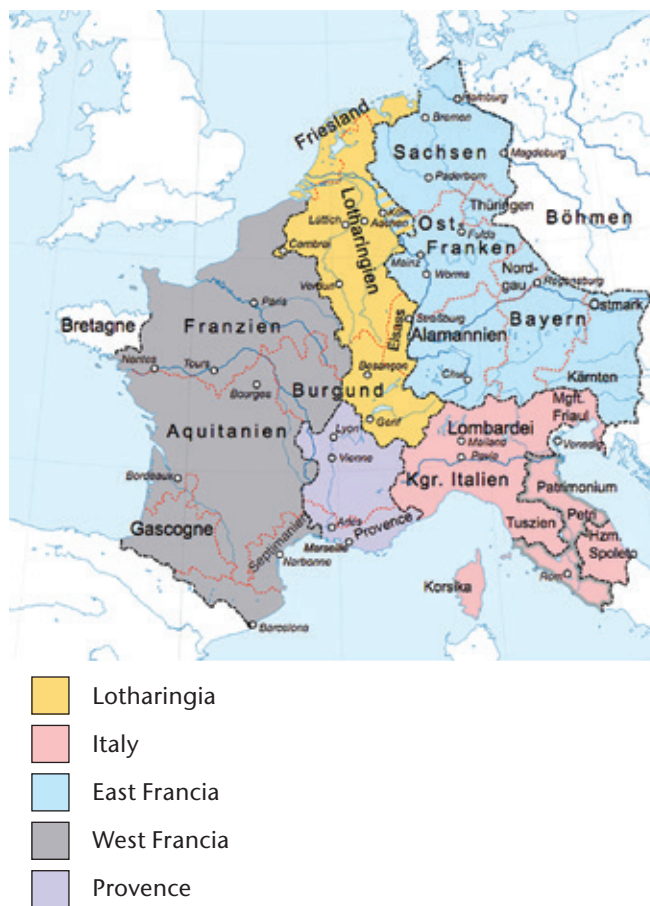 Hamburg
Bremen
Friesland
Sachsen
Magdeburg
Paderborn
Thüringen
Böhmen
Köln
Aachen
Lüttich
Lotharingien
Ost
Franken
Fulda
Cambrai
Mainz
Worms
Nord-
gau
Regensburg
Verdun
Ostmark
Paris
Bretagne
Franzien
Elsass
Straßburg
Alamannien
Bayern
Nantes
Tours
Besançon
Chur
Kärnten
Bourges
Burgund
Genf
Mgft.
Friaul
Aquitanien
Lyon
Lombardei
Mailand
Venedig
Vienne
Pavia
Kgr. Italien
Bordeaux
Patrimonium
Petri
Gascogne
Septimanien
Arles
Provence
Tuszien
Hzm.
Spoleto
Marseille
Narbonne
Korsika
Rom
Barcelona
Lotharingia
Italy
East Francia
West Francia
Provence